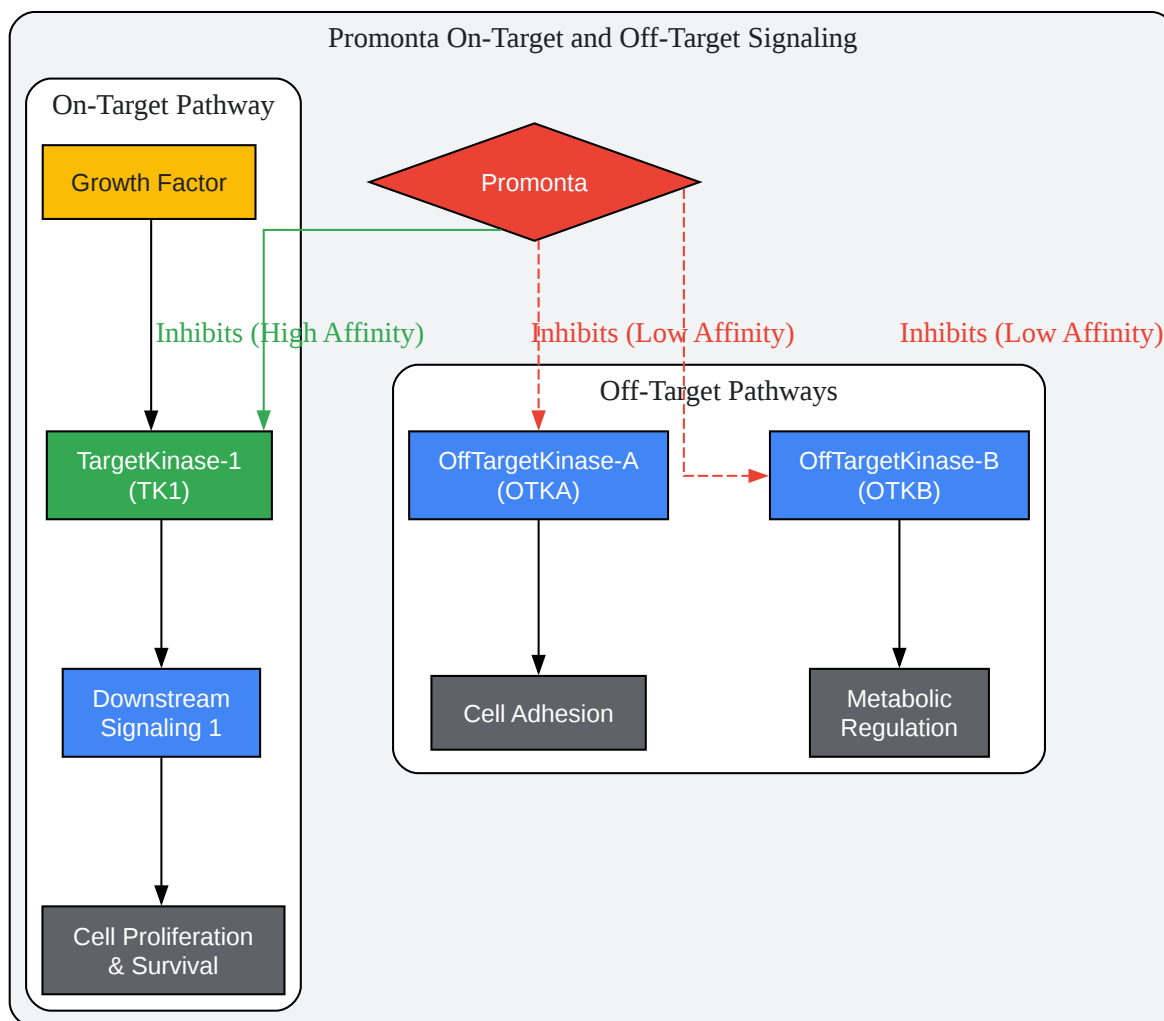 Promonta On-Target and Off-Target Signaling
On-Target Pathway
Growth Factor
Promonta
Inhibits (High Affinity)
Inhibits (Low Affinity)
Inhibits (Low Affinity)
Off-Target Pathways
TargetKinase-1
(TK1)
OffTargetKinase-A
(OTKA)
OffTargetKinase-B
(OTKB)
Downstream
Signaling 1
Cell Adhesion
Metabolic
Regulation
Cell Proliferation
& Survival